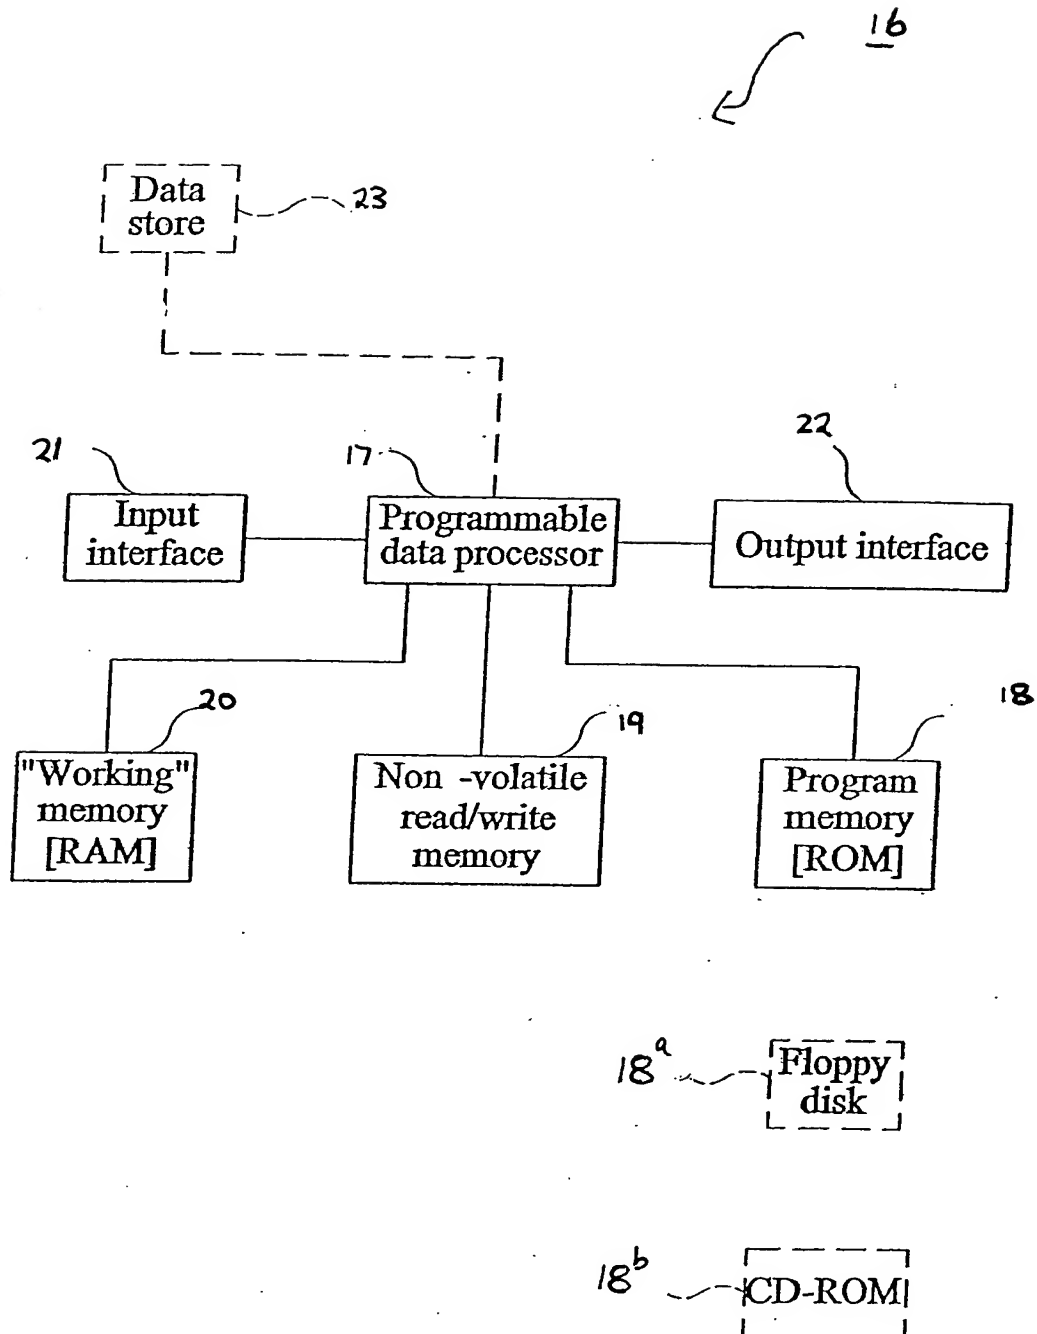 16
Data
store
23
21
17
22
Input
interface
Programmable
data processor
Output interface
20
19
18
"Working"
memory
[RAM]
Non -volatile
read/write
memory
Program
memory
[ROM]
18a
Floppy
disk
18b
CD-ROM